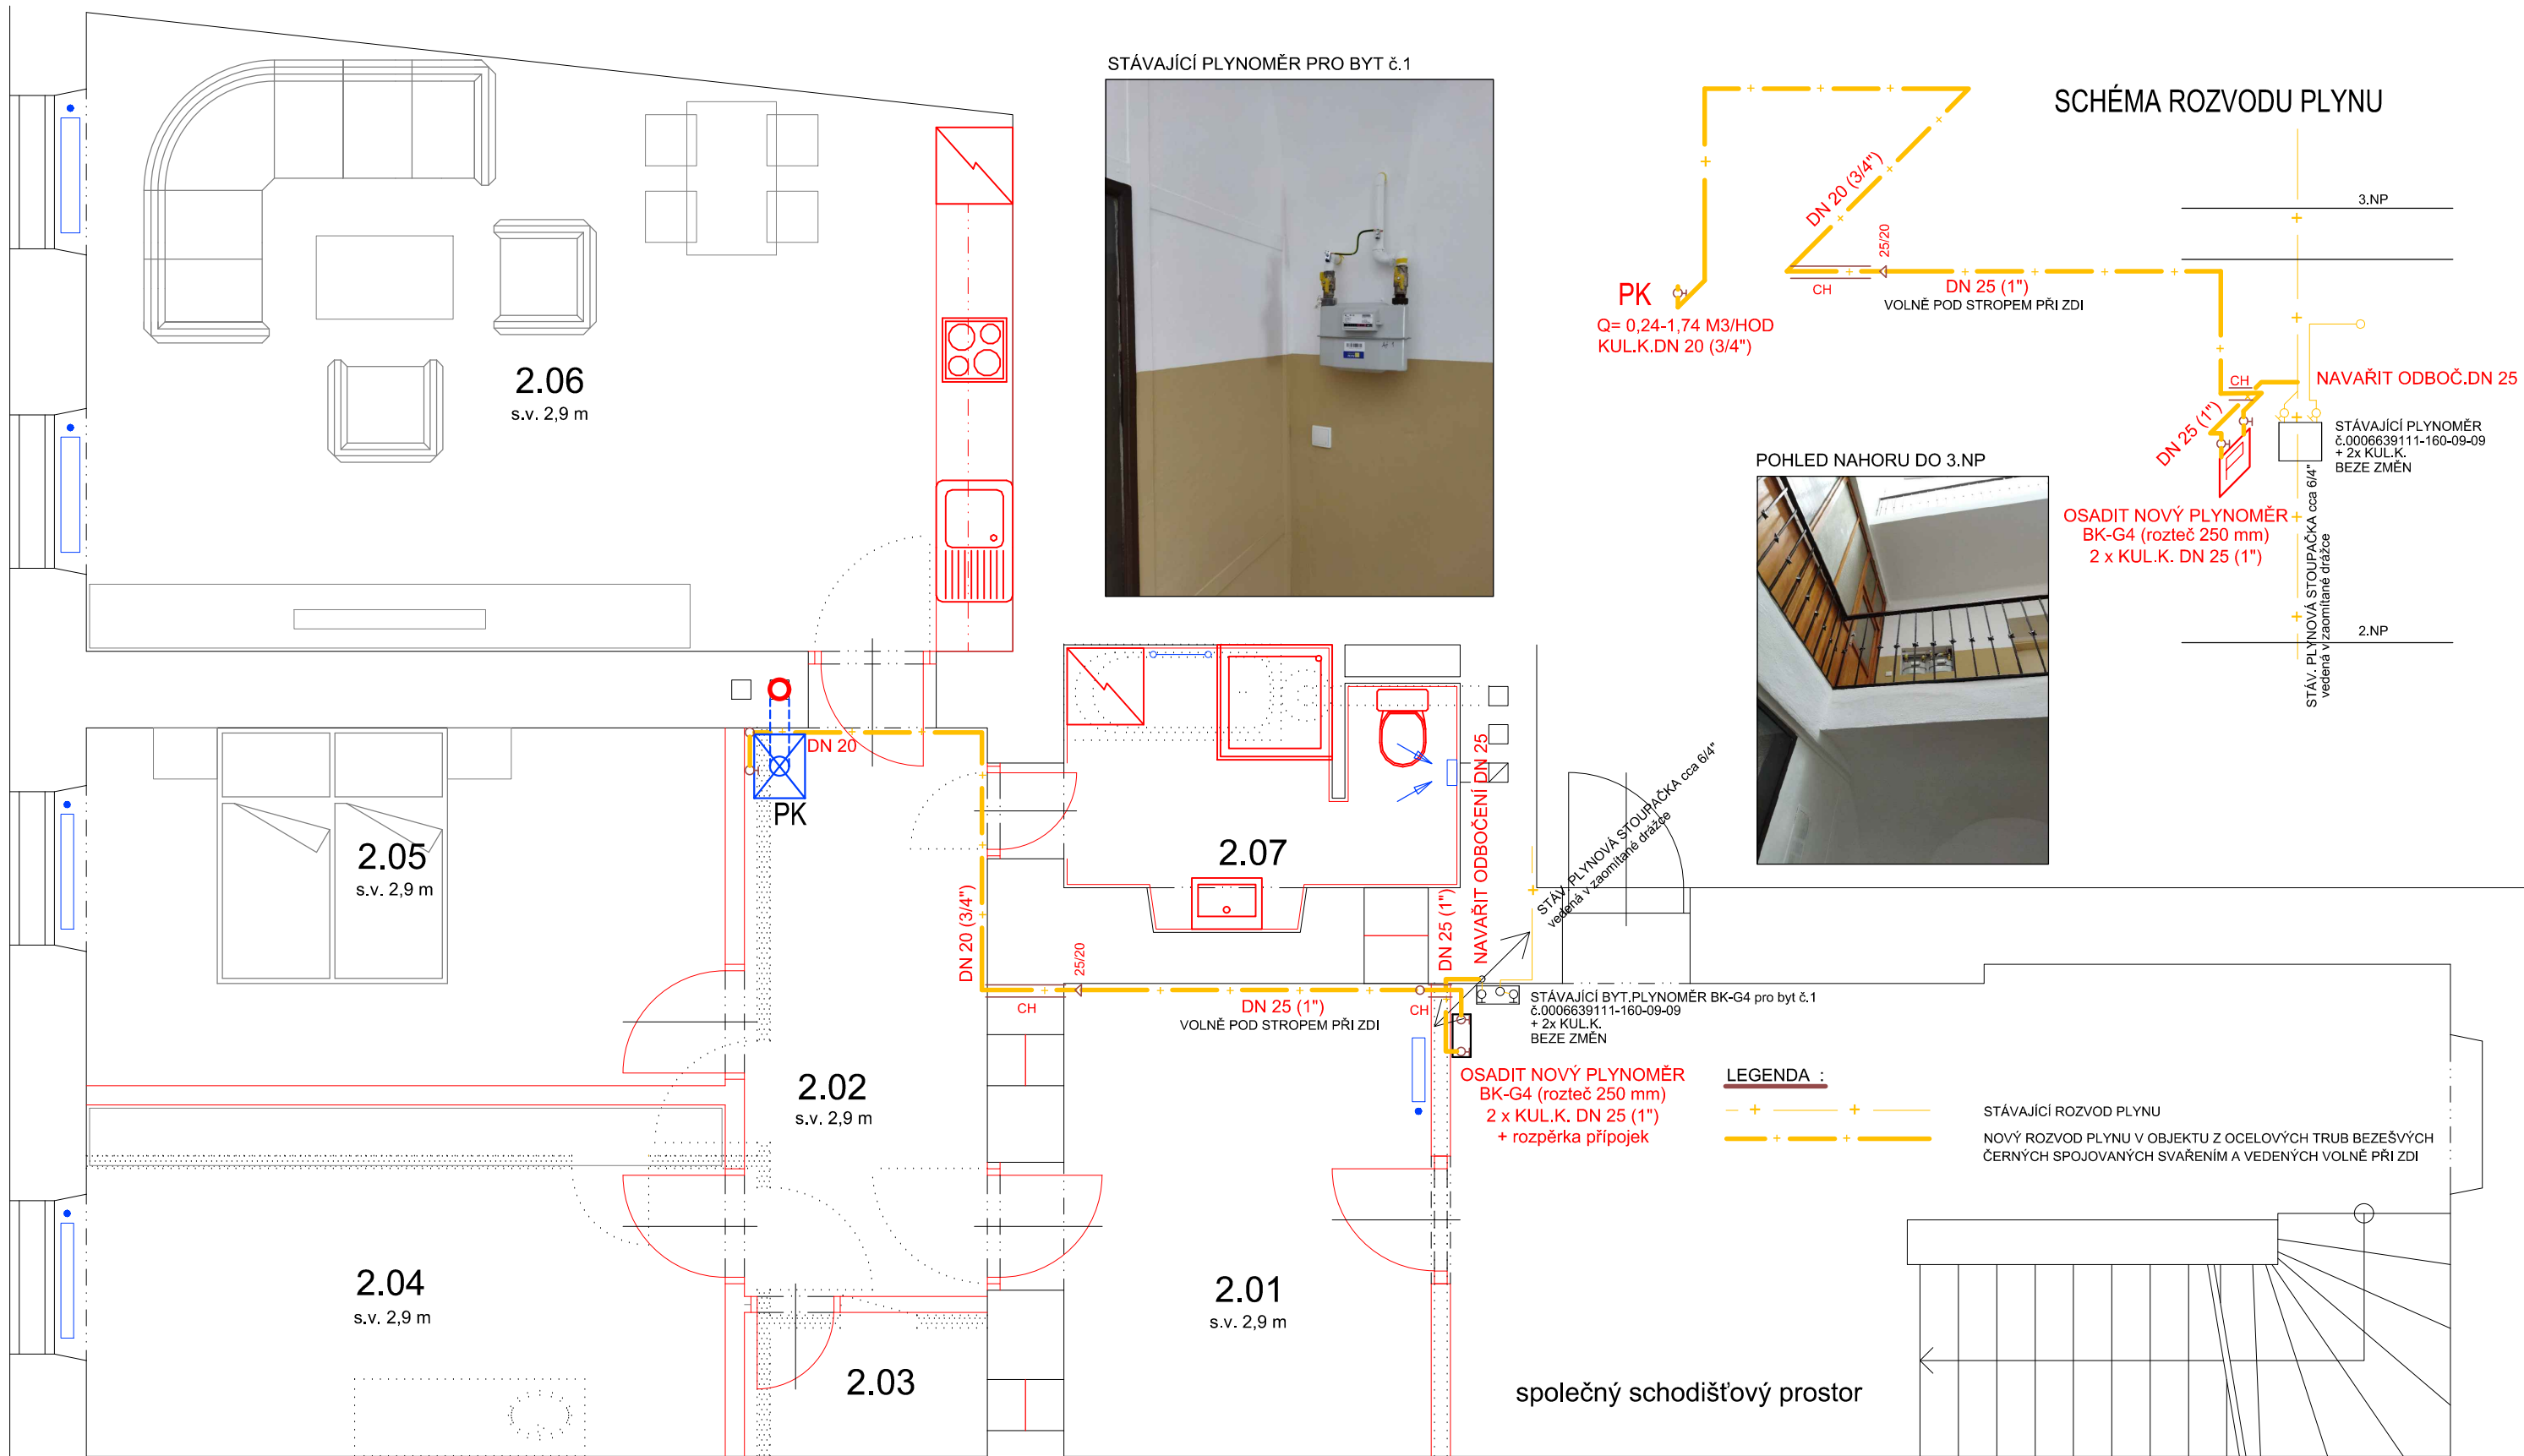 STÁVAJÍCÍ PLYNOMĚR PRO BYT č.1
SCHÉMA ROZVODU PLYNU
3.NP
DN 20 (3/4")
25/20
CH
DN 25 (1")
VOLNĚ POD STROPEM PŘI ZDI
PK
Q= 0,24-1,74 M3/HOD
KUL.K.DN 20 (3/4")
CH
NAVAŘIT ODBOČ.DN 25
DN 25 (1")
STÁVAJÍCÍ PLYNOMĚR
č.0006639111-160-09-09
+ 2x KUL.K.
BEZE ZMĚN
OSADIT NOVÝ PLYNOMĚR
BK-G4 (rozteč 250 mm)
2 x KUL.K. DN 25 (1")
STÁV. PLYNOVÁ STOUPAČKA cca 6/4"
vedená v zaomítané drážce
2.NP
POHLED NAHORU DO 3.NP
2.06
s.v. 2,9 m
DN 20
PK
2.05
s.v. 2,9 m
2.07
DN 20 (3/4")
25/20
CH
DN 25 (1")
VOLNĚ POD STROPEM PŘI ZDI
DN 25 (1")
NAVAŘIT ODBOČENÍ DN 25
STÁV. PLYNOVÁ STOUPAČKA cca 6/4"
vedená v zaomítané drážce
CH
STÁVAJÍCÍ BYT.PLYNOMĚR BK-G4 pro byt č.1
č.0006639111-160-09-09
+ 2x KUL.K.
BEZE ZMĚN
OSADIT NOVÝ PLYNOMĚR
BK-G4 (rozteč 250 mm)
2 x KUL.K. DN 25 (1")
+ rozpěrka přípojek
LEGENDA :
STÁVAJÍCÍ ROZVOD PLYNU
NOVÝ ROZVOD PLYNU V OBJEKTU Z OCELOVÝCH TRUB BEZEŠVÝCH
ČERNÝCH SPOJOVANÝCH SVAŘENÍM A VEDENÝCH VOLNĚ PŘI ZDI
2.02
s.v. 2,9 m
2.04
s.v. 2,9 m
2.01
s.v. 2,9 m
2.03
společný schodišťový prostor